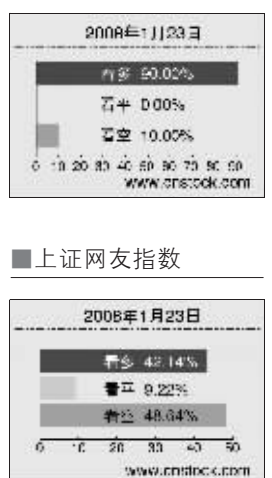 2008年1月23日
看多 90.00%
看平 0.00%
看空 10.00%
0 10 20 30 40 50 60 70 80 90
www.cnstock.com
■上证网友指数
2008年1月23日
看多 42.14%
看平 9.22%
看空 48.64%
0 10 20 30 40 50
www.cnstock.com